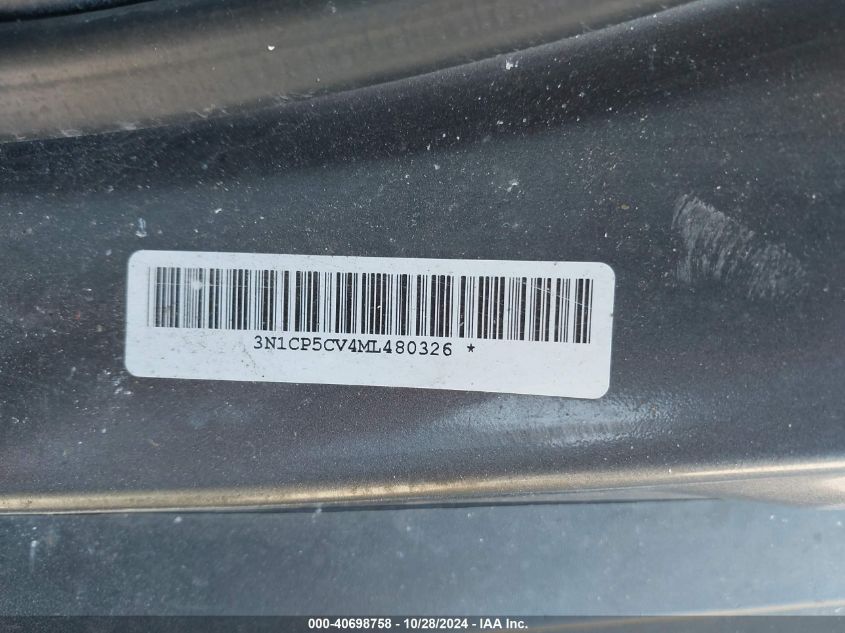 3N1CP5CV4ML480326 *
000-40698758 - 10/28/2024 - IAA Inc.